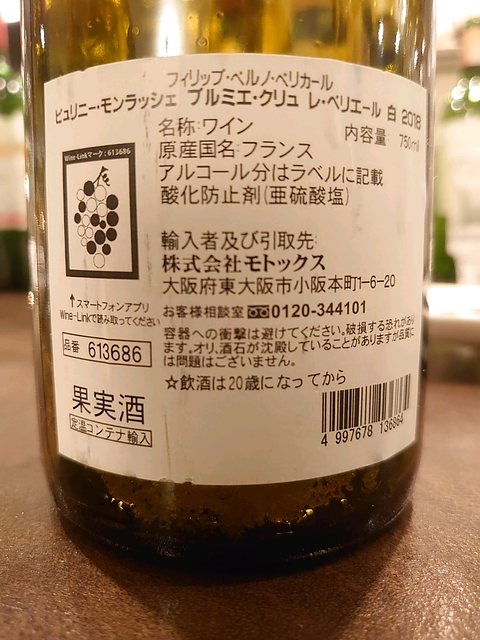 フィリップ・ペルノ・ベリカール
ピュリニー・モンラッシェ プルミエ・クリュ レ・ペリエール 白 2018
名称:ワイン
内容量 750ml
原産国名:フランス
アルコール分はラベルに記載
酸化防止剤(亜硫酸塩)
Wine-Linkマーク:613686
輸入者及び引取先:
株式会社モトックス
大阪府東大阪市小阪本町1-6-20
お客様相談室 0120-344101
↑スマートフォンアプリ
Wine-Linkで読み取ってください
容器への衝撃は避けてください。破損する恐れがあり
ます。オリ、酒石が沈殿していることがありますが品質に
は問題はございません。
品番 613686
☆飲酒は20歳になってから
果実酒
定温コンテナ輸入
4 997678 136864